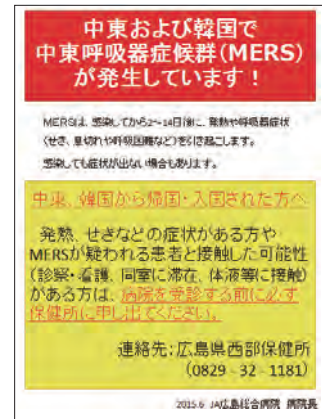 中東および韓国で
中東呼吸器症候群(MERS)
が発生しています！
MERSは、感染してから2〜14日後に、発熱や呼吸器症状
（せき、息切れや呼吸困難など）を引き起こします。
感染しても症状が出ない場合もあります。
中東、韓国から帰国・入国された方へ
発熱、せきなどの症状がある方や
MERSが疑われる患者と接触した可能性
（診察・看護、同室に滞在、体液等に接触）
がある方は、病院を受診する前に必ず
保健所に申し出てください。
連絡先：広島県西部保健所
（0829‐32‐1181）
2015.6 JA広島総合病院 病院長